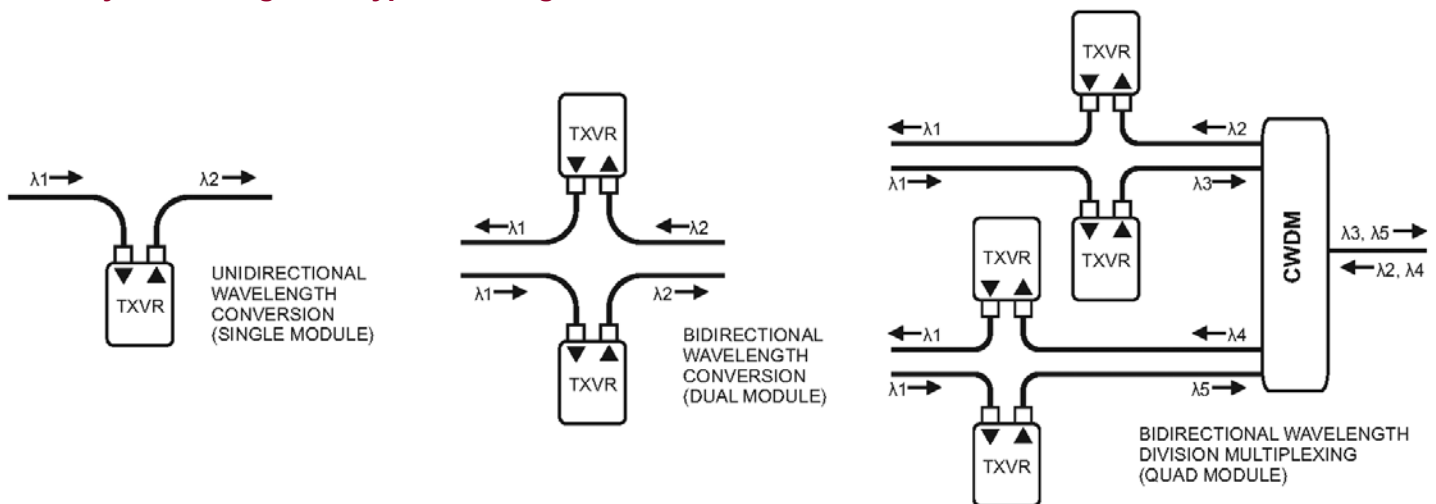 λ1
λ2
TXVR
UNIDIRECTIONAL
WAVELENGTH
CONVERSION
(SINGLE MODULE)
TXVR
λ1
λ2
λ1
λ2
TXVR
BIDIRECTIONAL
WAVELENGTH
CONVERSION
(DUAL MODULE)
TXVR
λ1
λ2
λ1
λ3
TXVR
TXVR
λ1
λ4
λ1
λ5
TXVR
CWDM
λ3, λ5
λ2, λ4
BIDIRECTIONAL WAVELENGTH
DIVISION MULTIPLEXING
(QUAD MODULE)